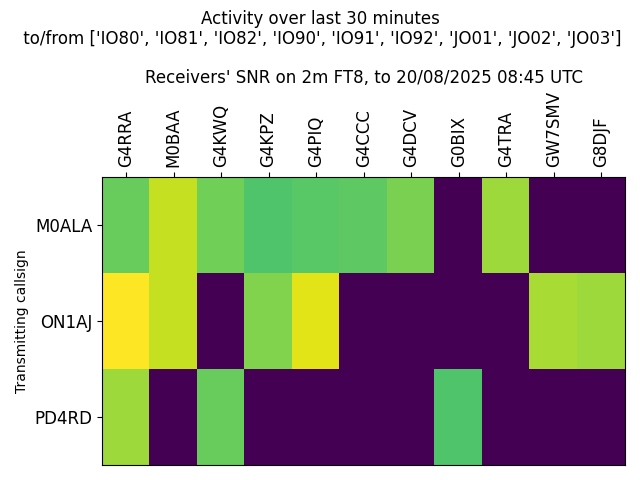 Activity over last 30 minutes
to/from ['IO80', 'IO81', 'IO82', 'IO90', 'IO91', 'IO92', 'JO01', 'JO02', 'JO03']
Receivers' SNR on 2m FT8, to 20/08/2025 08:45 UTC
G4RRA
M0BAA
G4KWQ
G4KPZ
G4PIQ
G4CCC
G4DCV
G0BIX
G4TRA
GW7SMV
G8DJF
Transmitting callsign
M0ALA
ON1AJ
PD4RD